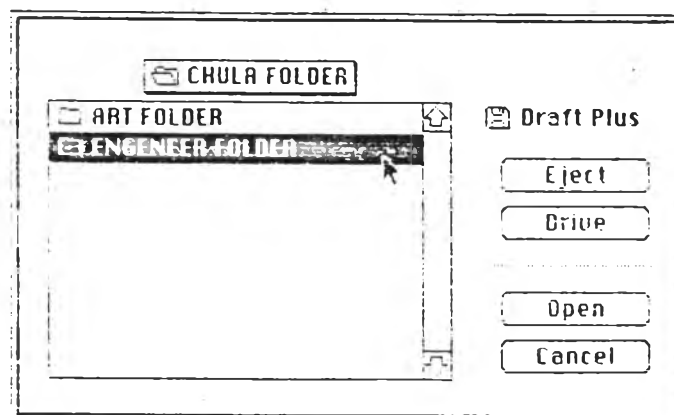 CHULA FOLDER
ART FOLDER
ENGENEER FOLDER
Draft Plus
Eject
Drive
Open
Cancel